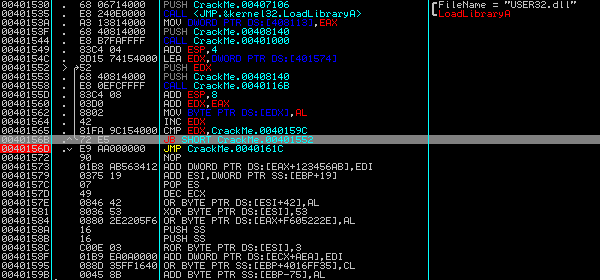 00401530 . 68 06714000 PUSH CrackMe.00407106 FileName = "USER32.dll"
00401535 . E8 240E0000 CALL <JMP.&kernel32.LoadLibraryA> LoadLibraryA
0040153A . A3 18814000 MOV DWORD PTR DS:[408118],EAX
0040153F . 68 40814000 PUSH CrackMe.00408140
00401544 . E8 B7FAFFFF CALL CrackMe.00401000
00401549 . 83C4 04 ADD ESP,4
0040154C . 8D15 74154000 LEA EDX,DWORD PTR DS:[401574]
00401552 > 52 PUSH EDX
00401553 . 68 40814000 PUSH CrackMe.00408140
00401558 . E8 0EFCFFFF CALL CrackMe.0040116B
0040155D . 83C4 08 ADD ESP,8
00401560 . 03D0 ADD EDX,EAX
00401562 . 8802 MOV BYTE PTR DS:[EDX],AL
00401564 . 42 INC EDX
00401565 . 81FA 9C154000 CMP EDX,CrackMe.0040159C
0040156B .^ 72 E5 JB SHORT CrackMe.00401552
0040156D .v E9 AA000000 JMP CrackMe.0040161C
00401572 90 NOP
00401573 01B8 AB563412 ADD DWORD PTR DS:[EAX+123456AB],EDI
00401579 0375 19 ADD ESI,DWORD PTR SS:[EBP+19]
0040157C 07 POP ES
0040157D 49 DEC ECX
0040157E 0846 42 OR BYTE PTR DS:[ESI+42],AL
00401581 8036 53 XOR BYTE PTR DS:[ESI],53
00401584 0880 2E2205F6 OR BYTE PTR DS:[EAX+F605222E],AL
0040158A 16 PUSH SS
0040158B 16 PUSH SS
0040158C C00E 03 ROR BYTE PTR DS:[ESI],3
0040158F 01B9 EA0A0000 ADD DWORD PTR DS:[ECX+AEA],EDI
00401595 088D 35FF1640 OR BYTE PTR SS:[EBP+4016FF35],CL
0040159B 0045 8B ADD BYTE PTR SS:[EBP-75],AL